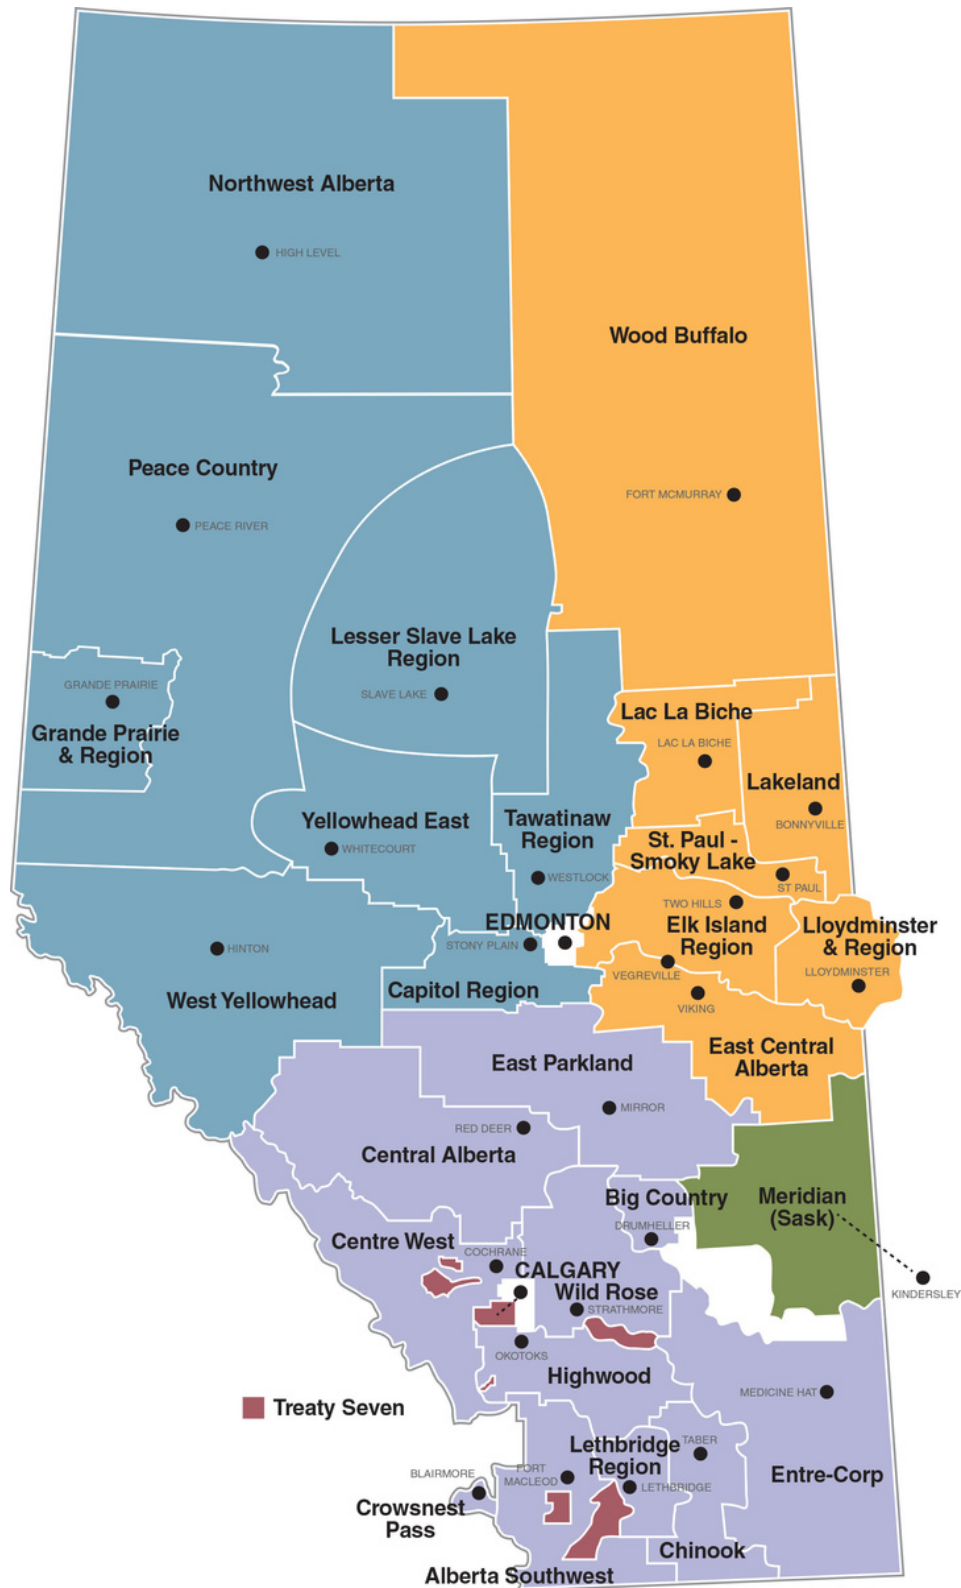 Northwest Alberta
HIGH LEVEL
Wood Buffalo
Peace Country
FORT MCMURRAY
PEACE RIVER
Lesser Slave Lake
Region
SLAVE LAKE
GRANDE PRAIRIE
Grande Prairie
& Region
Lac La Biche
LAC LA BICHE
Lakeland
BONNYVILLE
Yellowhead East
WHITECOURT
Tawatinaw
Region
WESTLOCK
St. Paul -
Smoky Lake
ST PAUL
TWO HILLS
EDMONTON
STONY PLAIN
Elk Island
Region
VEGREVILLE
Lloydminster
& Region
LLOYDMINSTER
HINTON
West Yellowhead
Capitol Region
VIKING
East Central
Alberta
East Parkland
MIRROR
RED DEER
Central Alberta
Big Country
DRUMHELLER
Meridian
(Sask)
KINDERSLEY
Centre West
COCHRANE
CALGARY
Wild Rose
STRATHMORE
OKOTOKS
Highwood
MEDICINE HAT
Treaty Seven
Lethbridge
Region
LETHBRIDGE
TABER
BLAIRMORE
FORT
MACLEOD
Entre-Corp
Crowsnest
Pass
Chinook
Alberta Southwest